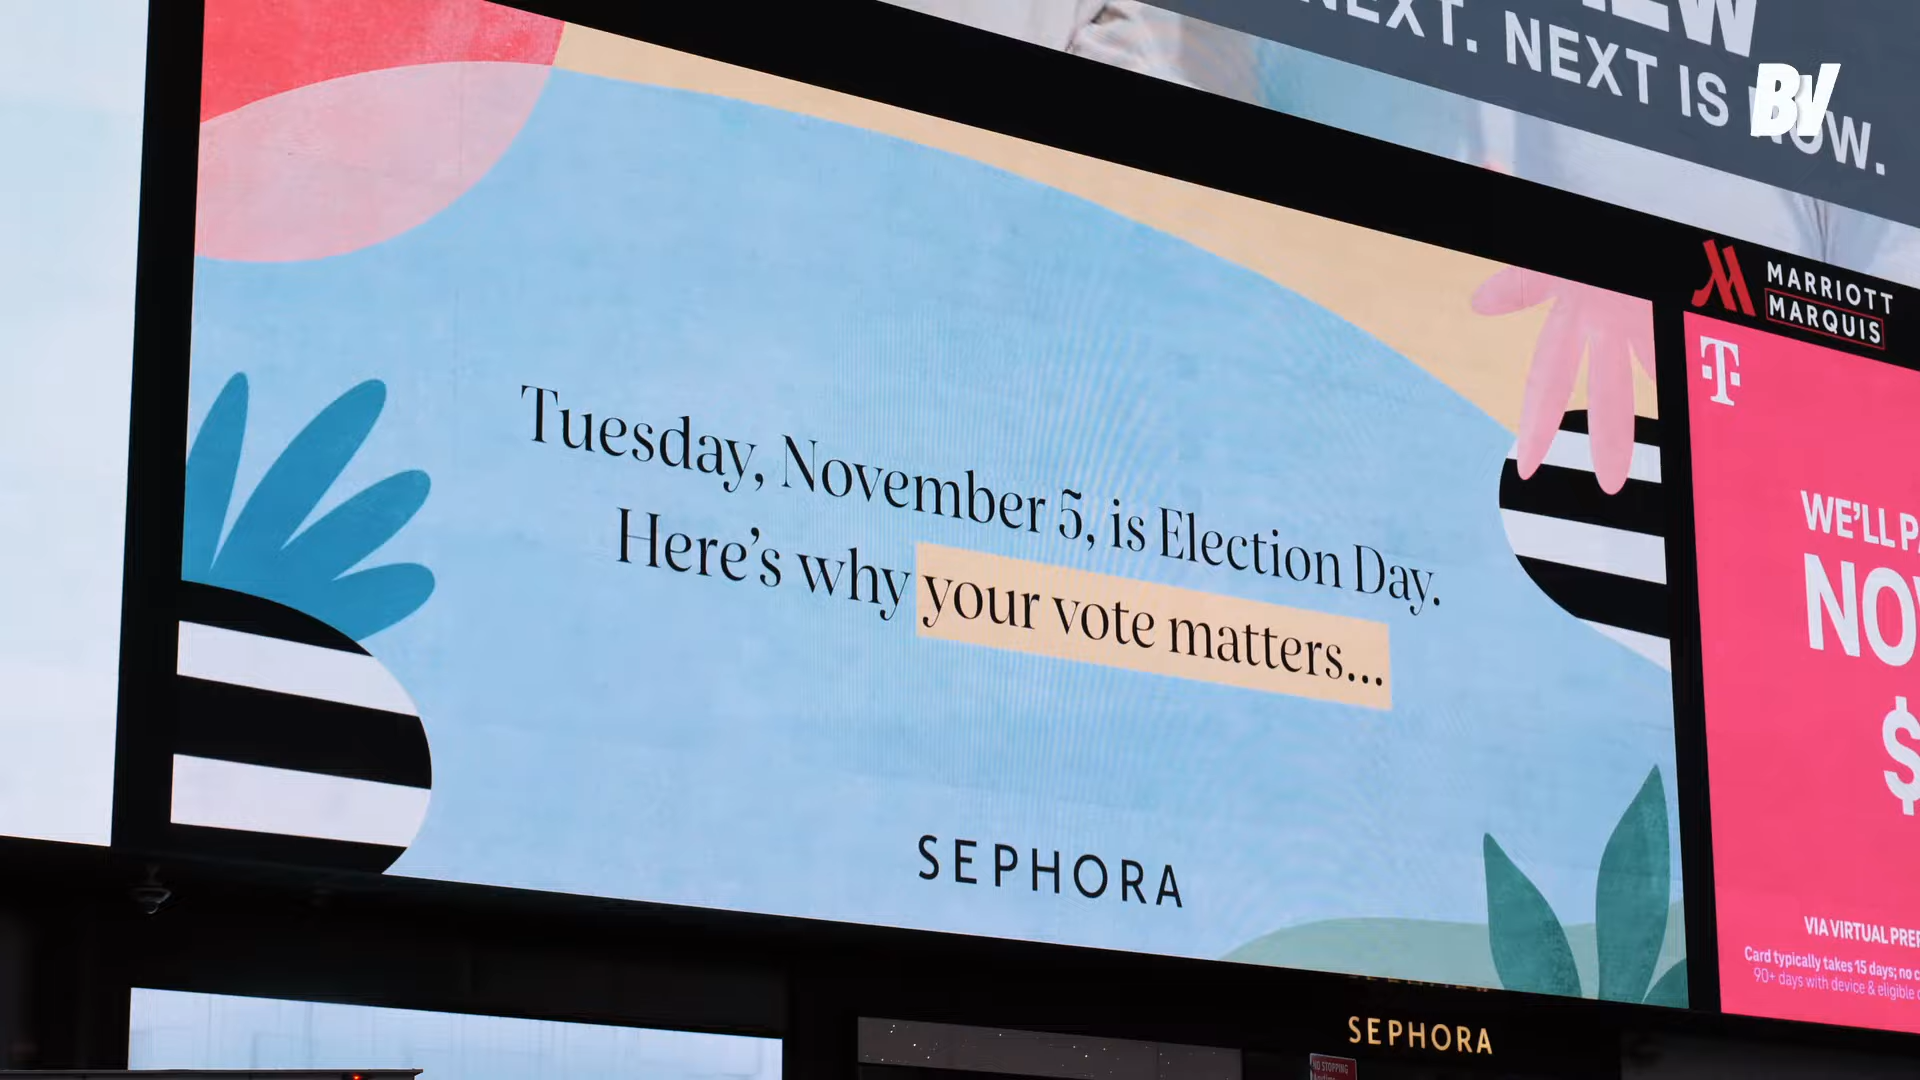 NEXT. NEXT IS NOW.
BV
MARRIOTT
MARQUIS
T
Tuesday, November 5, is Election Day.
Here's why your vote matters...
SEPHORA
WE'LL
$
VIA VIRTUAL
Card typically takes 15 days; no
90+ days with device & eligible
SEPHORA
NO STOPPING